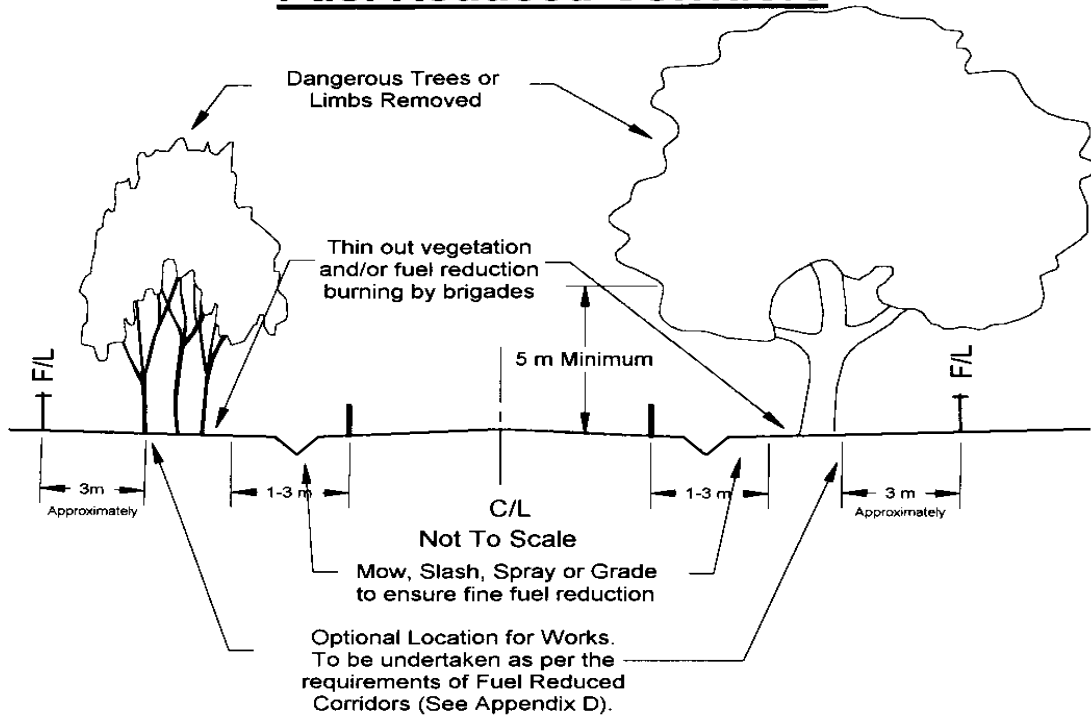 Dangerous Trees or
Limbs Removed
Thin out vegetation
and/or fuel reduction
burning by brigades
5 m Minimum
F/L
F/L
3m
Approximately
1-3 m
C/L
1-3 m
3 m
Approximately
Not To Scale
Mow, Slash, Spray or Grade
to ensure fine fuel reduction
Optional Location for Works.
To be undertaken as per the
requirements of Fuel Reduced
Corridors (See Appendix D).